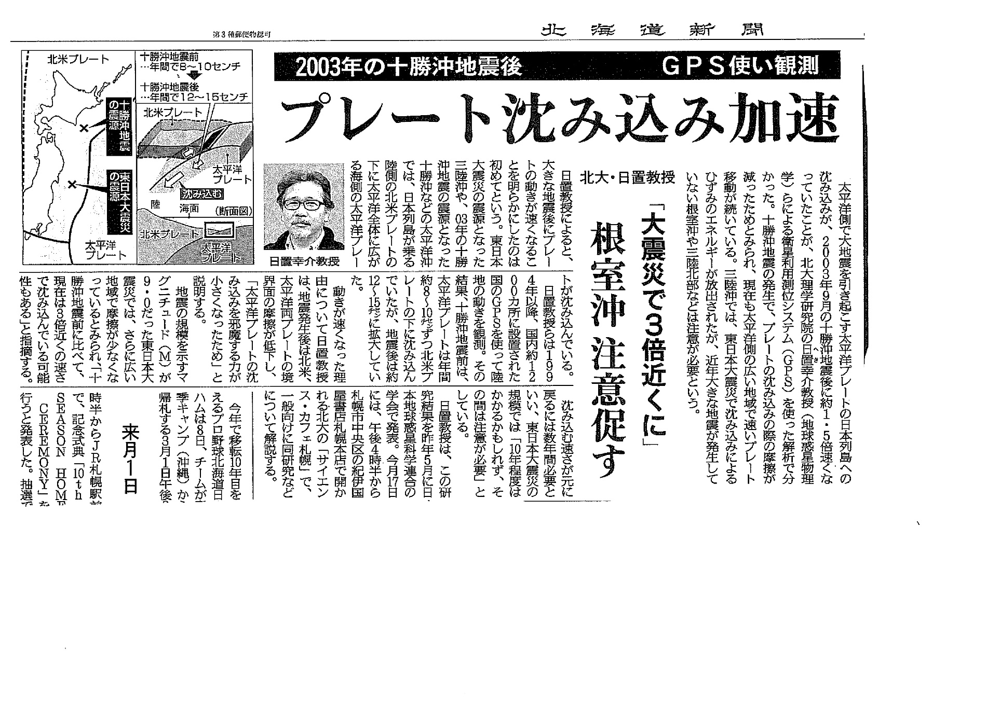 第3種郵便物認可
北海道新聞
2003年の十勝沖地震後 GPS使い観測
プレート沈み込み加速
北大・日置教授
「大震災で3倍近くに」
根室沖 注意促す
太平洋側で大地震を引き起こす太平洋プレートの日本列島への
沈み込みが、2003年9月の十勝沖地震後に約1・5倍速くな
っていたことが、北大理学研究院の日置幸介教授（地球惑星物理
へき
学）らによる衛星利用測位システム（GPS）を使った解析で分
かった。十勝沖地震の発生で、プレートの沈み込みの際の摩擦が
減ったためとみられ、現在も太平洋側の広い地域で速いプレート
移動が続いている。三陸沖では、東日本大震災で沈み込みによる
ひずみのエネルギーが放出されたが、近年大きな地震が発生して
いない根室沖や三陸北部などは注意が必要という。
日置教授によると、
大きな地震後にプレー
トの動きが速くなるこ
とを明らかにしたのは
初めてという。東日本
大震災の震源となった
三陸沖や、03年の十勝
沖地震の震源となった
十勝沖などの太平洋沖
では、日本列島が乗る
陸側の北米プレートの
下に太平洋全体に広が
る海側の太平洋プレー
日置幸介教授
トが沈み込んでいる。
日置教授らは199
4年以降、国内約12
00カ所に設置された
国のGPSを使って陸
地の動きを観測。その
結果、十勝沖地震前は、
太平洋プレートは年間
約8～10㌢ずつ北米プ
レートの下に沈み込ん
でいたが、地震後は約
12～15㌢に拡大してい
た。
動きが速くなった理
由について日置教授
は、地震発生後は北米、
太平洋両プレートの境
界面の摩擦が低下し、
「太平洋プレートの沈
み込みを邪魔する力が
小さくなったため」と
説明する。
地震の規模を示すマ
グニチュード（M）が
9・0だった東日本大
震災では、さらに広い
地域で摩擦が少なくな
っているとみられ、「十
勝沖地震前に比べて、
現在は3倍近くの速さ
で沈み込んでいる可能
性もある」と指摘する。
沈み込む速さが元に
戻るには数年間必要と
いい、東日本大震災の
規模では「10年程度は
かかるかもしれず、そ
の間は注意が必要」と
している。
日置教授は、この研
究結果を昨年5月に日
本地球惑星科学連合の
学会で発表。今月17日
には、午後4時半から
札幌市中央区の紀伊国
屋書店札幌本店で開か
れる北大の「サイエン
ス・カフェ札幌」で、
一般向けに同研究など
について解説する。
北米プレート
十勝沖地震
の震源
東日本大震災
の震源
太平洋
プレート
十勝沖地震前
…年間で8～10センチ
十勝沖地震後
…年間で12～15センチ
北米プレート
太平洋
プレート
沈み込む
陸
海面
（断面図）
北米プレート
太平洋
プレート
今年で移転10年目を
えるプロ野球北海道日
ハムは8日、チームが
季キャンプ（沖縄）か
帰札する3月1日午後
来月1日
時半からJR札幌駅
で、記念式典「10th
SEASON HOME
CEREMONY」を
行うと発表した。抽選で